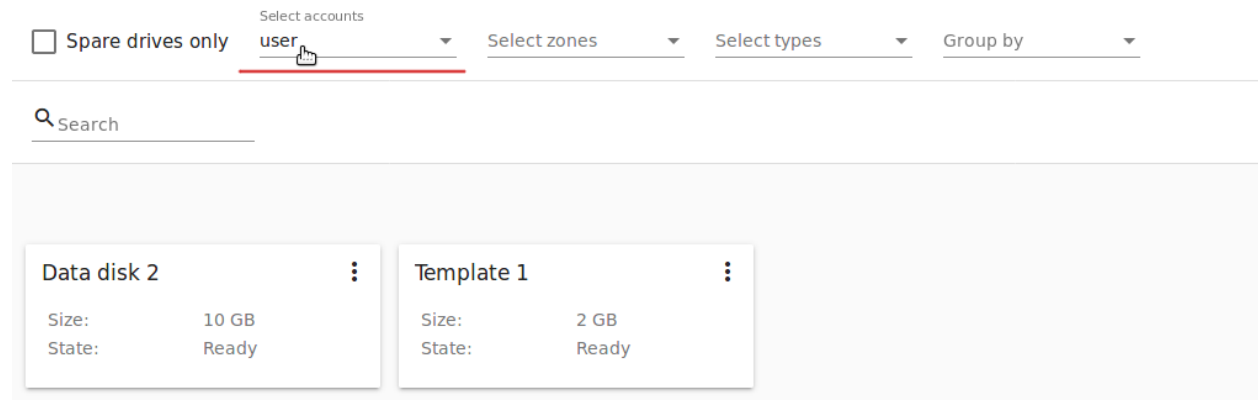 Select accounts
Spare drives only user Select zones Select types Group by
Search
Data disk 2 Template 1
Size: 10 GB Size: 2 GB
State: Ready State: Ready